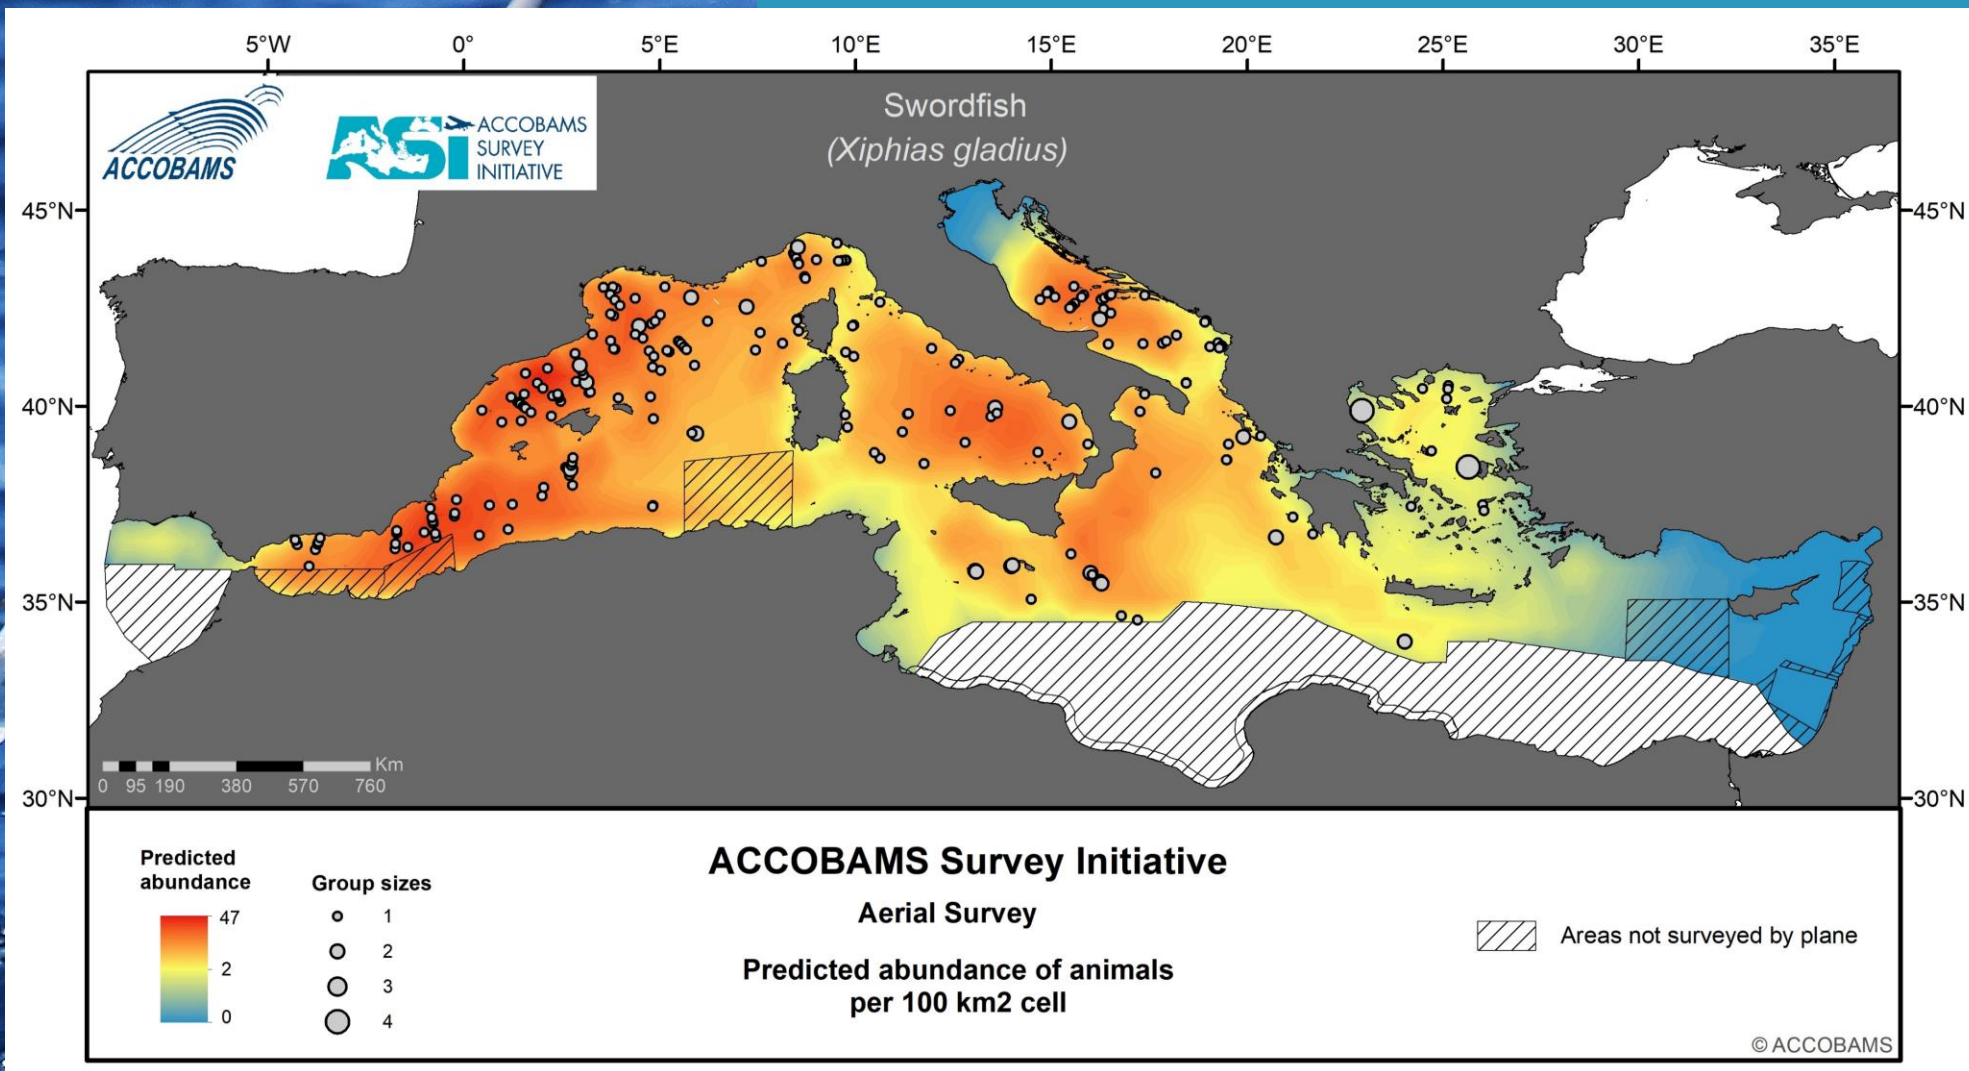 5°W 0° 5°E 10°E 15°E 20°E 25°E 30°E 35°E
ACCOBAMS
ASI ACCOBAMS
SURVEY
INITIATIVE
Swordfish
(Xiphias gladius)
45°N 45°N
40°N 40°N
35°N 35°N
30°N 30°N
Km
0 95 190 380 570 760
Predicted
abundance
47
2
0
Group sizes
1
2
3
4
ACCOBAMS Survey Initiative
Aerial Survey
Predicted abundance of animals
per 100 km2 cell
Areas not surveyed by plane
© ACCOBAMS